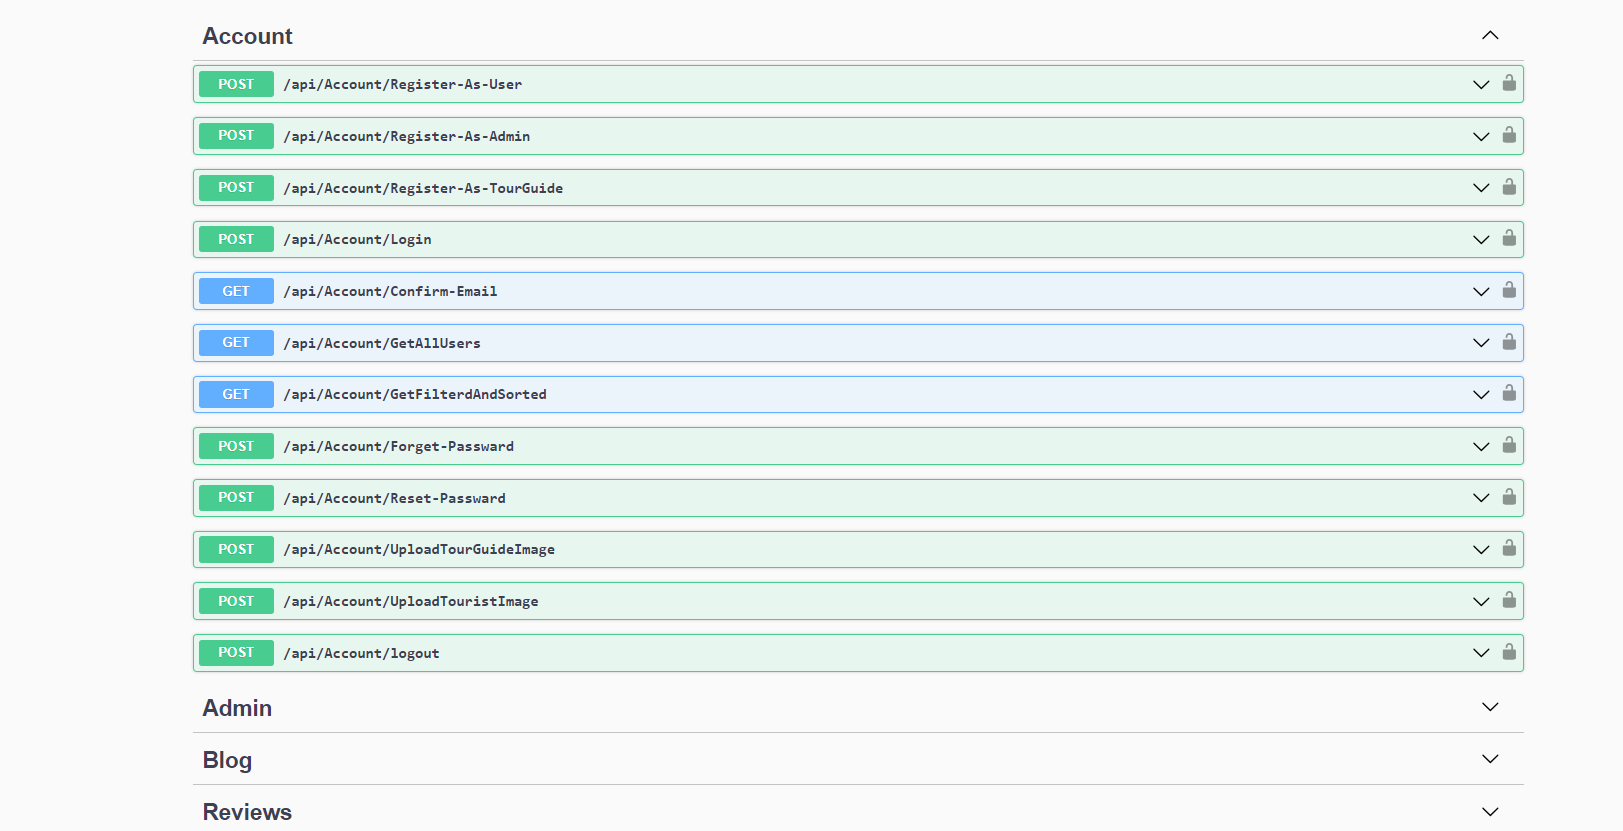 Account
POST /api/Account/Register-As-User
POST /api/Account/Register-As-Admin
POST /api/Account/Register-As-TourGuide
POST /api/Account/Login
GET /api/Account/Confirm-Email
GET /api/Account/GetAllUsers
GET /api/Account/GetFilterdAndSorted
POST /api/Account/Forget-Passward
POST /api/Account/Reset-Passward
POST /api/Account/UploadTourGuideImage
POST /api/Account/UploadTouristImage
POST /api/Account/logout
Admin
Blog
Reviews